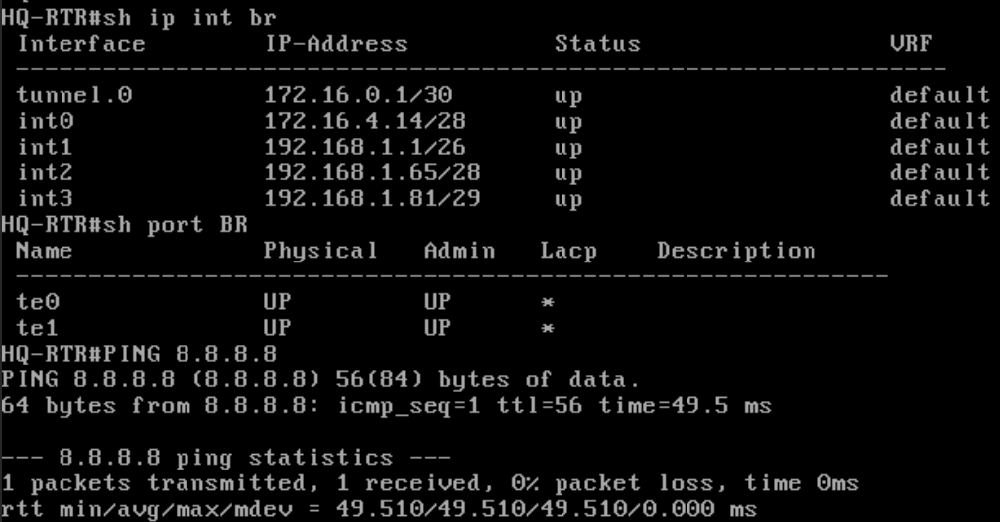 HQ-RTR#sh ip int br
Interface IP-Address Status VRF
--------------------------------------------------------------------
tunnel.0 172.16.0.1/30 up default
int0 172.16.4.14/28 up default
int1 192.168.1.1/26 up default
int2 192.168.1.65/28 up default
int3 192.168.1.81/29 up default
HQ-RTR#sh port BR
Name Physical Admin Lacp Description
----------------------------------------------------------------
te0 UP UP *
te1 UP UP *
HQ-RTR#PING 8.8.8.8
PING 8.8.8.8 (8.8.8.8) 56(84) bytes of data.
64 bytes from 8.8.8.8: icmp_seq=1 ttl=56 time=49.5 ms
--- 8.8.8.8 ping statistics ---
1 packets transmitted, 1 received, 0% packet loss, time 0ms
rtt min/avg/max/mdev = 49.510/49.510/49.510/0.000 ms